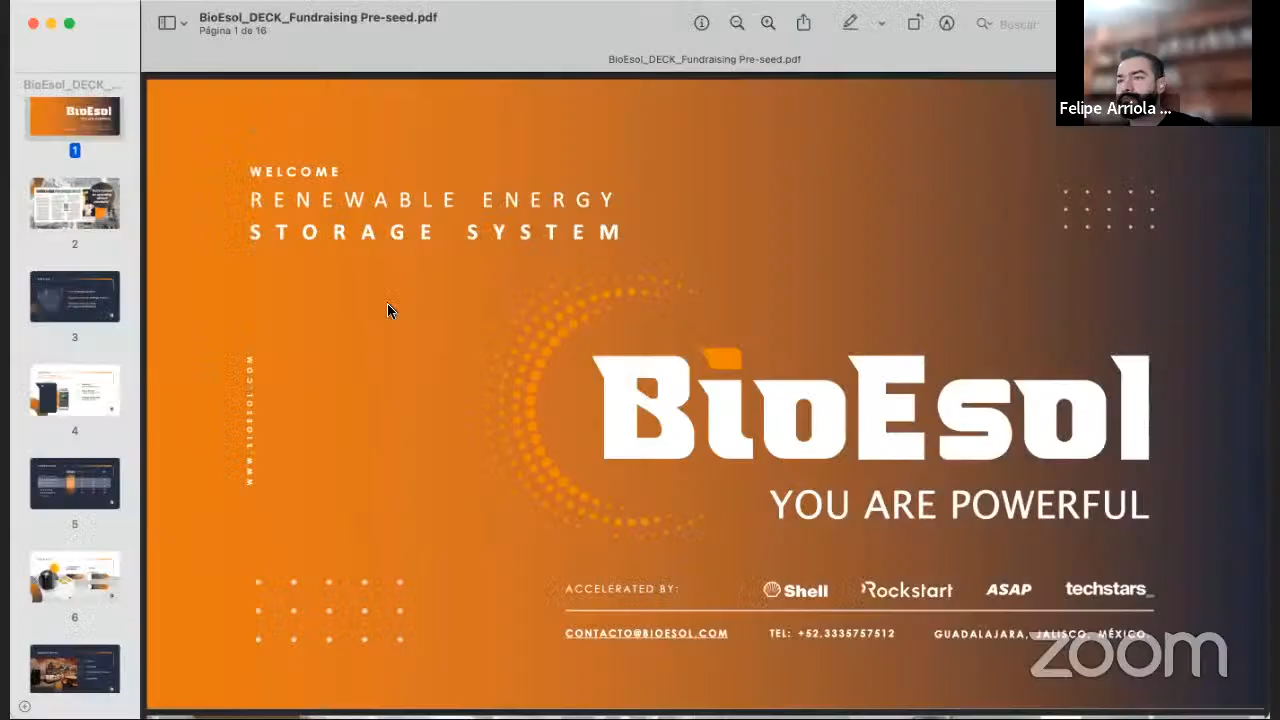 BioEsol_DECK_Fundraising Pre-seed.pdf
Página 1 de 16
Buscar
BioEsol_DECK_Fundraising Pre-seed.pdf
BioEsol_DECK_...
Felipe Arriola ...
BioEsol
1
2
3
4
5
6
WELCOME
RENEWABLE ENERGY
STORAGE SYSTEM
WWW.BIOESOL.COM
BioEsol
YOU ARE POWERFUL
ACCELERATED BY:
Shell
Rockstart
ASAP
techstars_
CONTACTO@BIOESOL.COM
TEL: +52.3335757512
GUADALAJARA, JALISCO, MÉXICO.
zoom